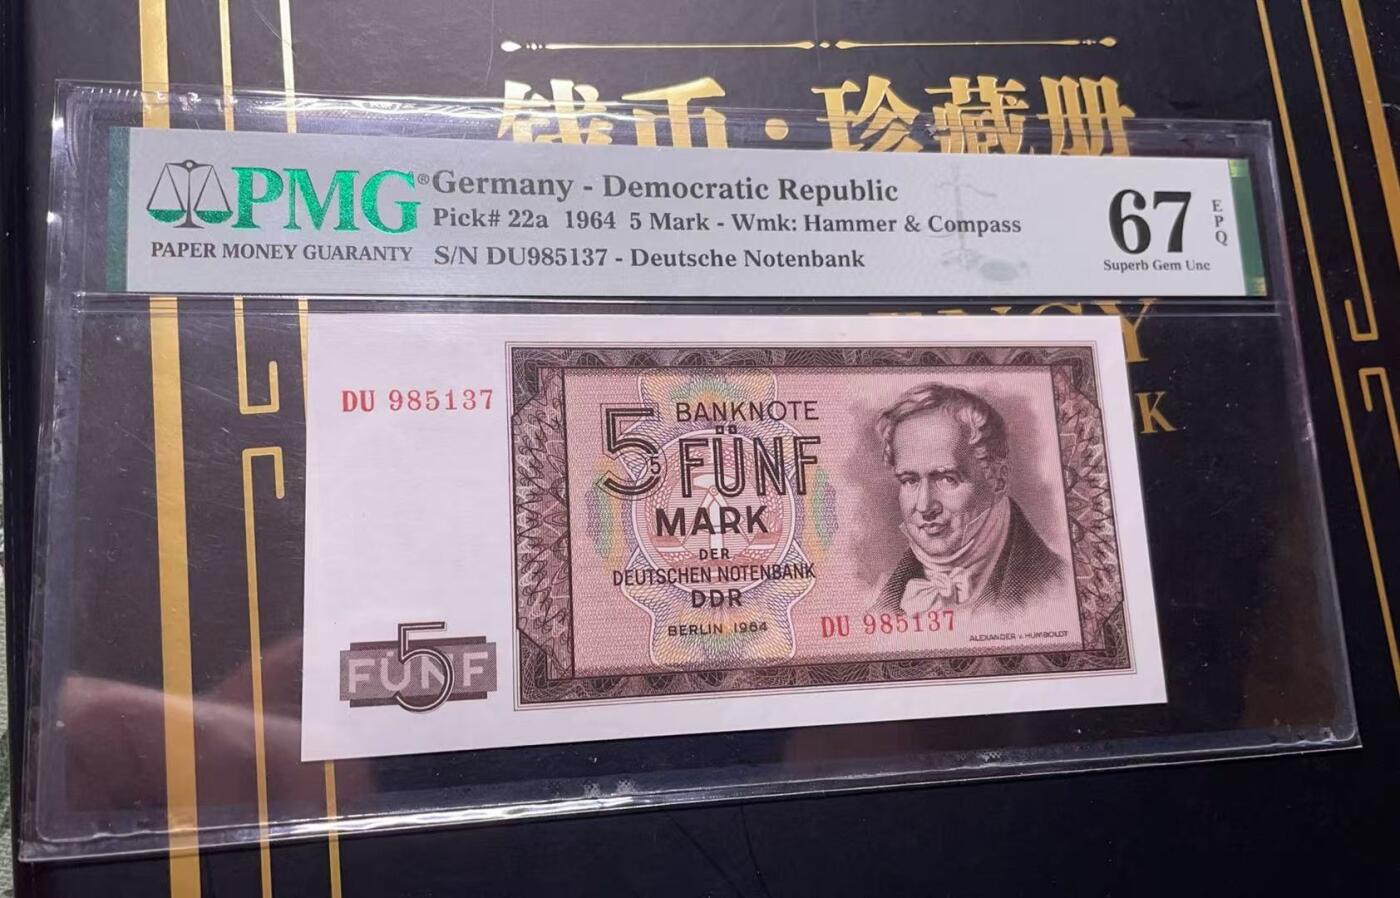 钱币·珍藏册
PMG®
PAPER MONEY GUARANTY
Germany - Democratic Republic
Pick# 22a 1964 5 Mark - Wmk: Hammer & Compass
S/N DU985137 - Deutsche Notenbank
67
EPQ
Superb Gem Unc
K
DU 985137
5
5
BANKNOTE
FÜNF
MARK
DER
DEUTSCHEN NOTENBANK
DDR
BERLIN 1964
DU 985137
ALEXANDER v. HUMBOLDT
5
FÜNF